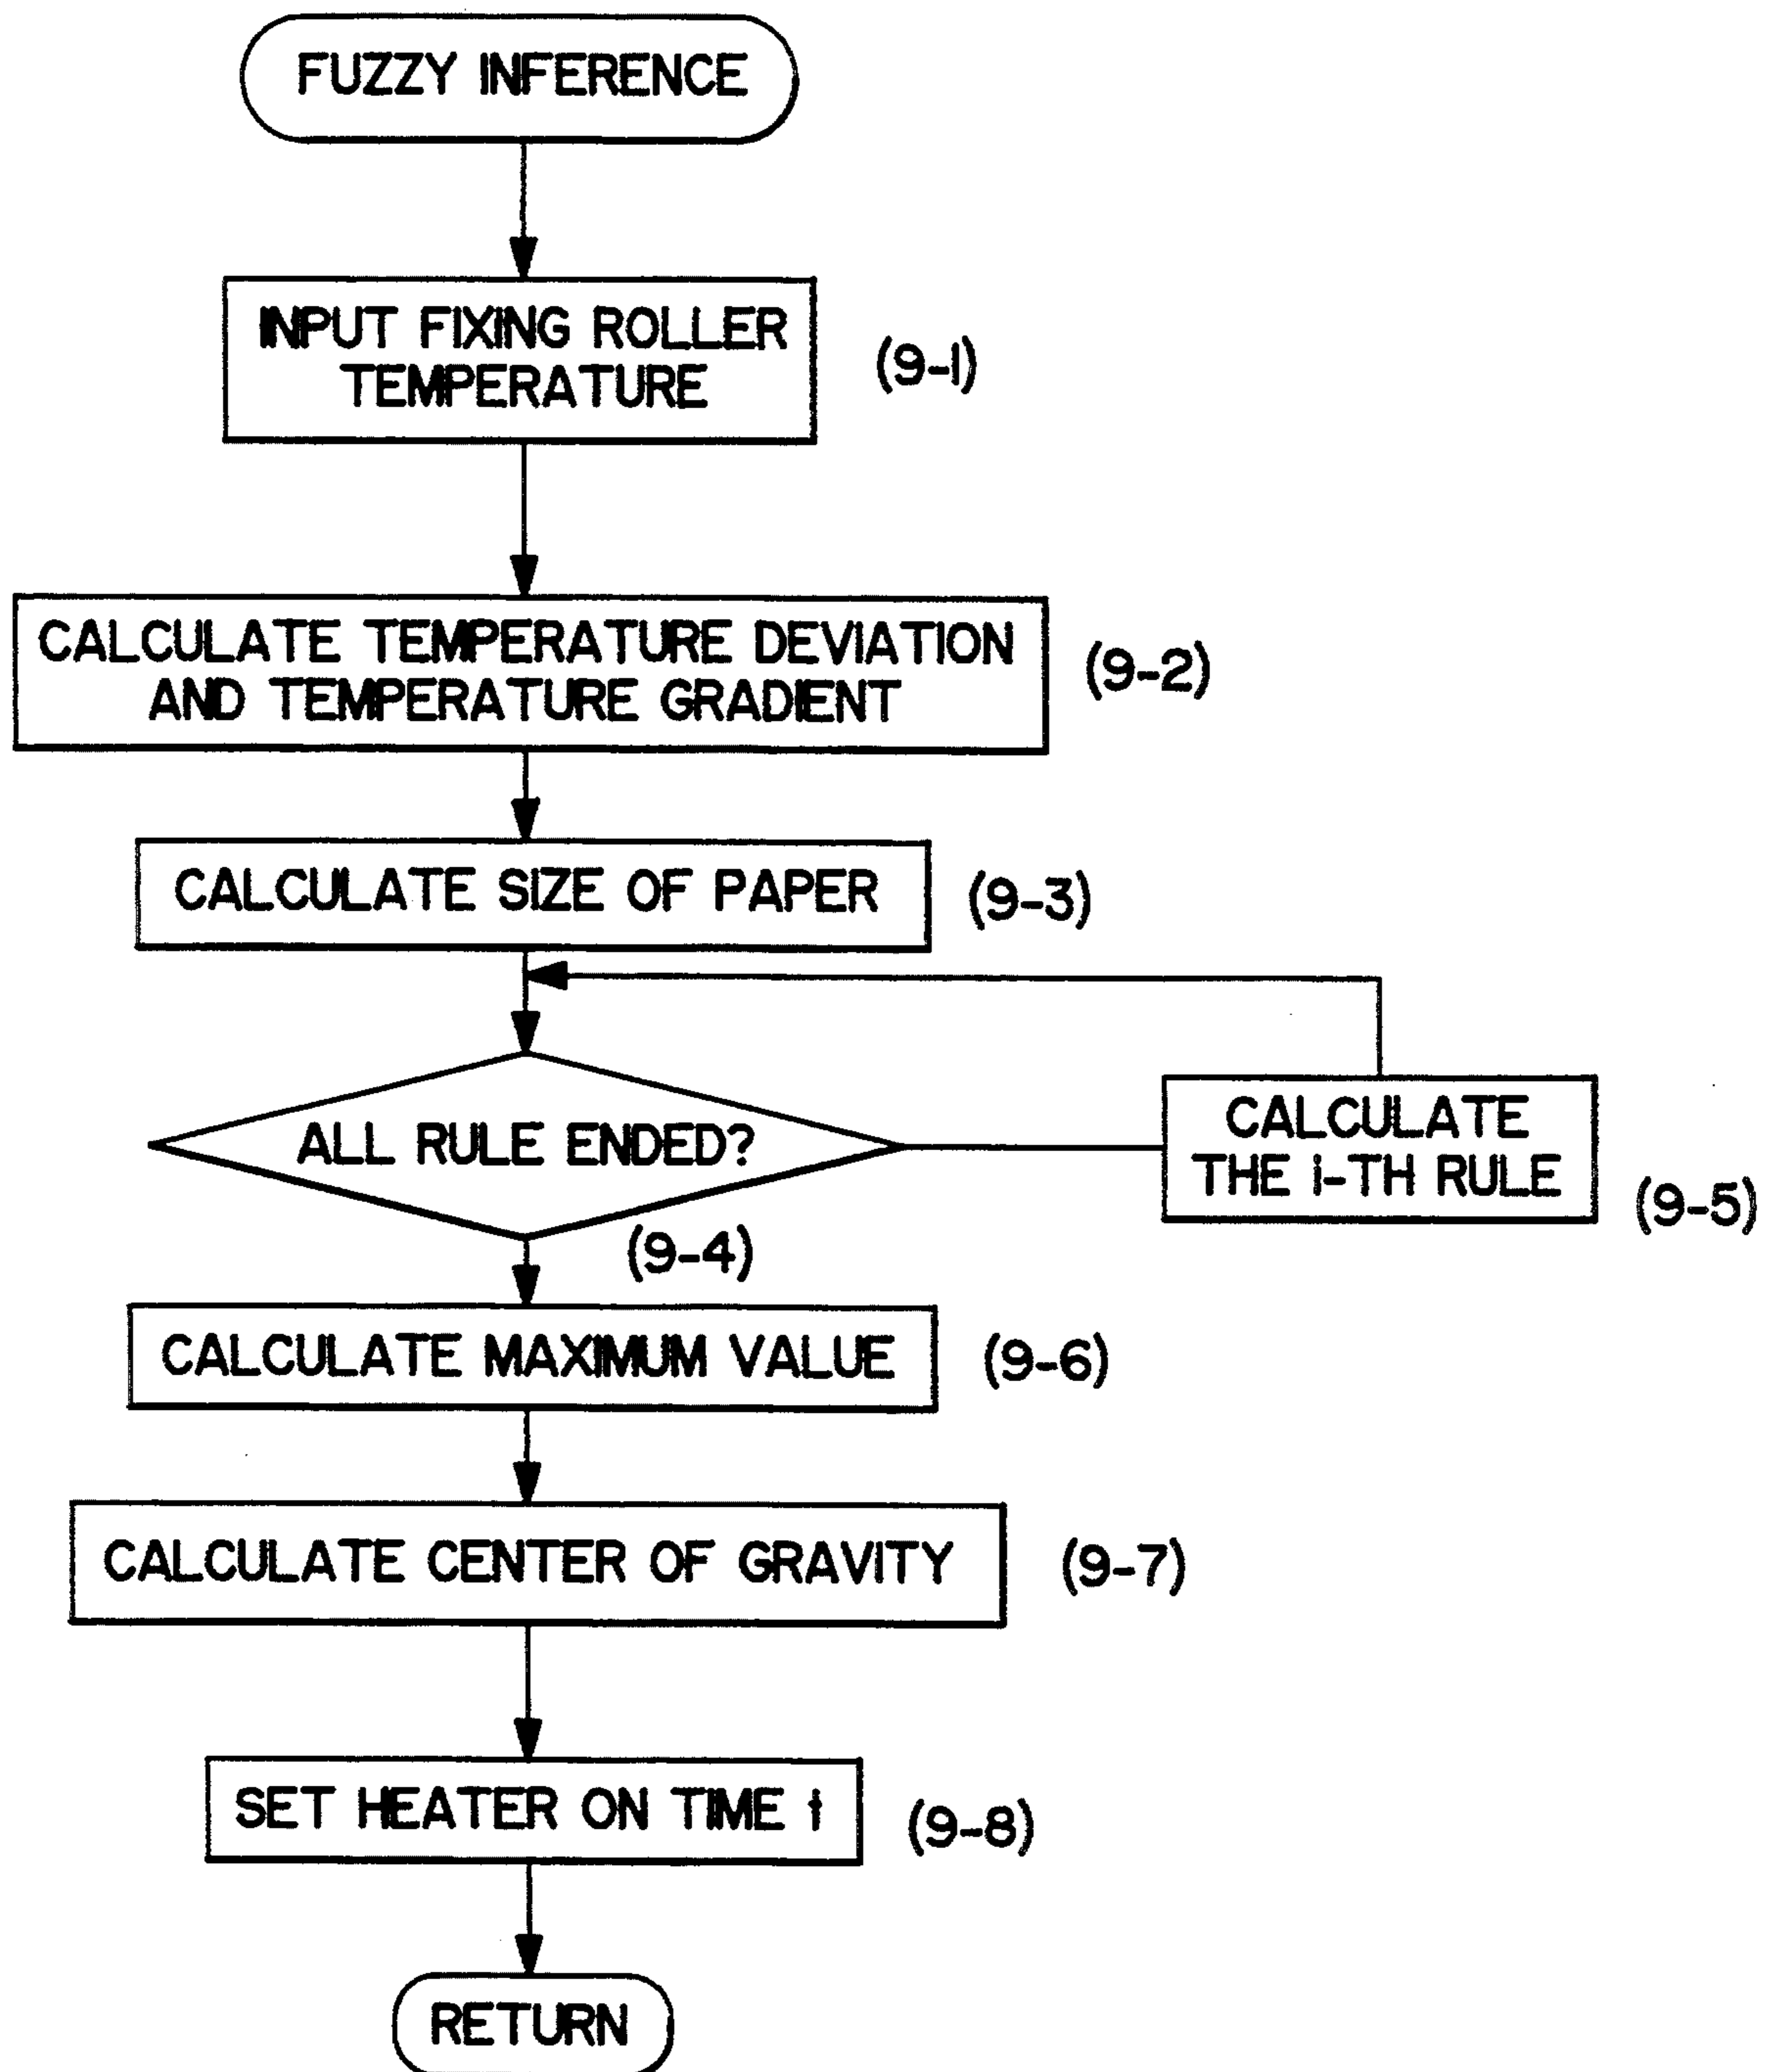 FUZZY INFERENCE
INPUT FIXING ROLLER
TEMPERATURE
(9-1)
CALCULATE TEMPERATURE DEVIATION
AND TEMPERATURE GRADIENT
(9-2)
CALCULATE SIZE OF PAPER
(9-3)
ALL RULE ENDED?
(9-4)
CALCULATE
THE i-TH RULE
(9-5)
CALCULATE MAXIMUM VALUE
(9-6)
CALCULATE CENTER OF GRAVITY
(9-7)
SET HEATER ON TIME t
(9-8)
RETURN